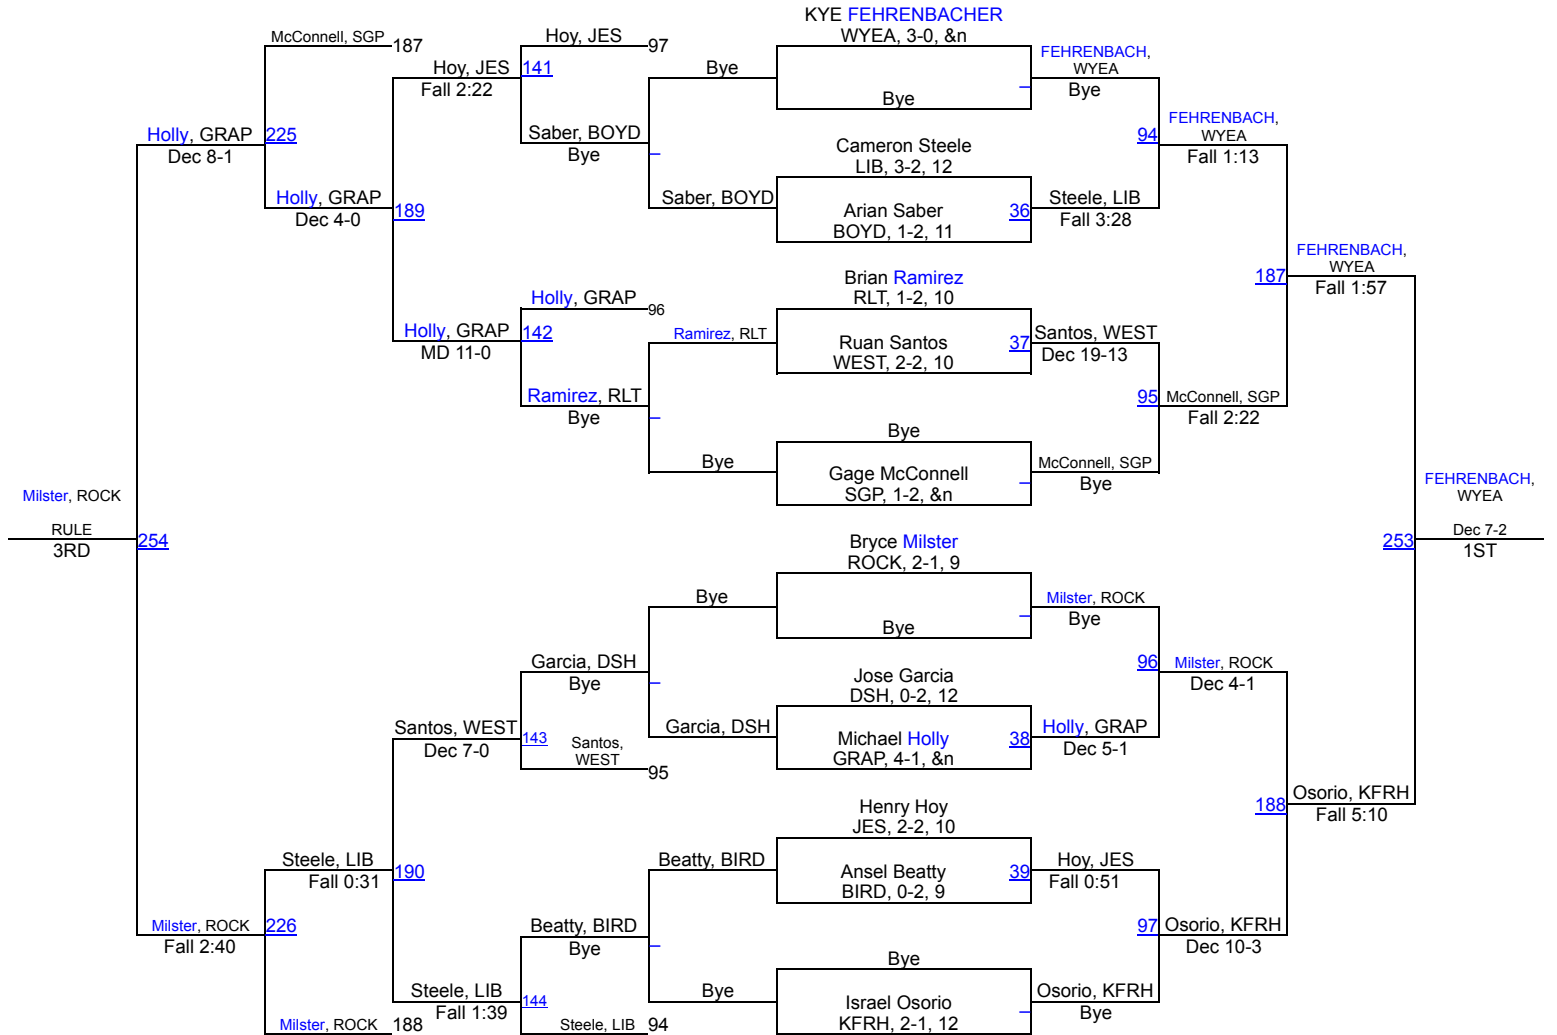 KYE FEHRENBACHER
WYEA, 3-0, &n
Bye
Cameron Steele
LIB, 3-2, 12
Arian Saber
BOYD, 1-2, 11
36
Brian Ramirez
RLT, 1-2, 10
Ruan Santos
WEST, 2-2, 10
37
Bye
Gage McConnell
SGP, 1-2, &n
Bryce Milster
ROCK, 2-1, 9
Bye
Jose Garcia
DSH, 0-2, 12
Michael Holly
GRAP, 4-1, &n
38
Henry Hoy
JES, 2-2, 10
Ansel Beatty
BIRD, 0-2, 9
39
Bye
Israel Osorio
KFRH, 2-1, 12
FEHRENBACH,
WYEA
Bye
94
Steele, LIB
Fall 3:28
Santos, WEST
Dec 19-13
95
McConnell, SGP
Bye
Milster, ROCK
Bye
96
Holly, GRAP
Dec 5-1
Hoy, JES
Fall 0:51
97
Osorio, KFRH
Bye
FEHRENBACH,
WYEA
Fall 1:13
187
McConnell, SGP
Fall 2:22
Milster, ROCK
Dec 4-1
188
Osorio, KFRH
Dec 10-3
FEHRENBACH,
WYEA
Fall 1:57
253
Osorio, KFRH
Fall 5:10
FEHRENBACH,
WYEA
Dec 7-2
1ST
Bye
Saber, BOYD
Ramirez, RLT
Bye
Bye
Garcia, DSH
Beatty, BIRD
Bye
Hoy, JES
97
141
Saber, BOYD
Bye
Holly, GRAP
96
142
Ramirez, RLT
Bye
Garcia, DSH
Bye
143
Santos,
WEST
95
Beatty, BIRD
Bye
144
Steele, LIB
94
Hoy, JES
Fall 2:22
189
Holly, GRAP
MD 11-0
Santos, WEST
Dec 7-0
190
Steele, LIB
Fall 1:39
McConnell, SGP
187
225
Holly, GRAP
Dec 4-0
Steele, LIB
Fall 0:31
226
Milster, ROCK
188
Holly, GRAP
Dec 8-1
254
Milster, ROCK
Fall 2:40
Milster, ROCK
RULE
3RD